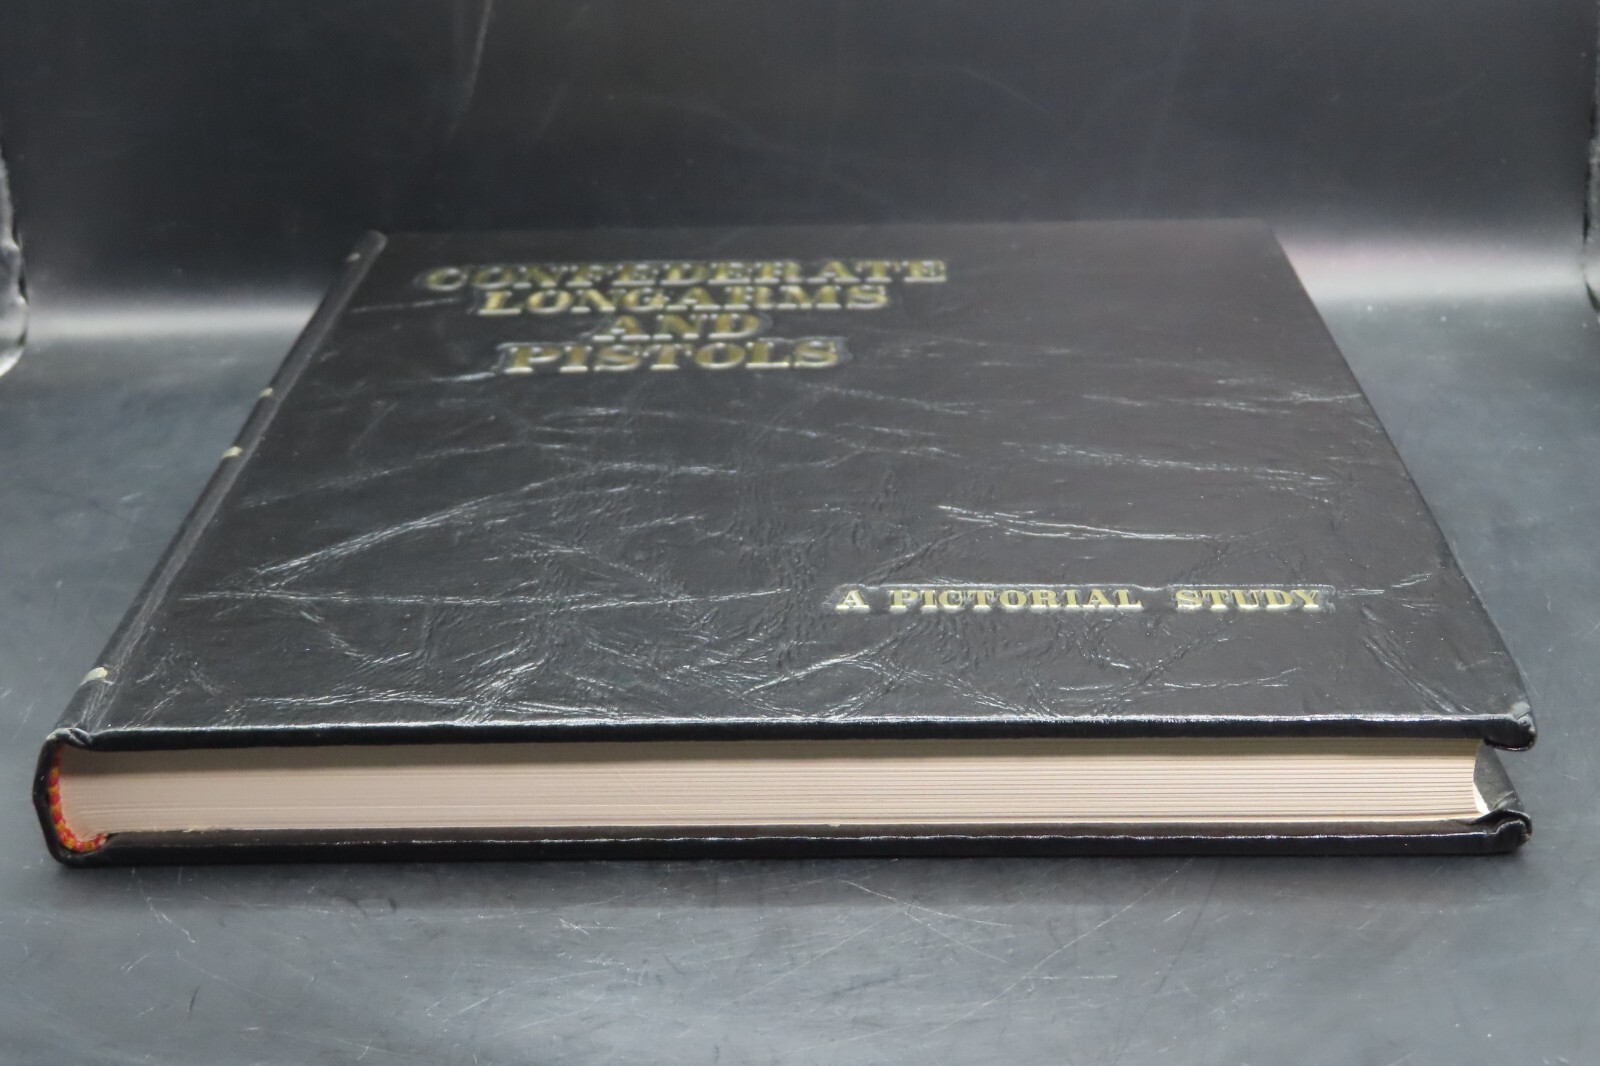 CONFEDERATE
LONGARMS
AND
PISTOLS
A PICTORIAL STUDY